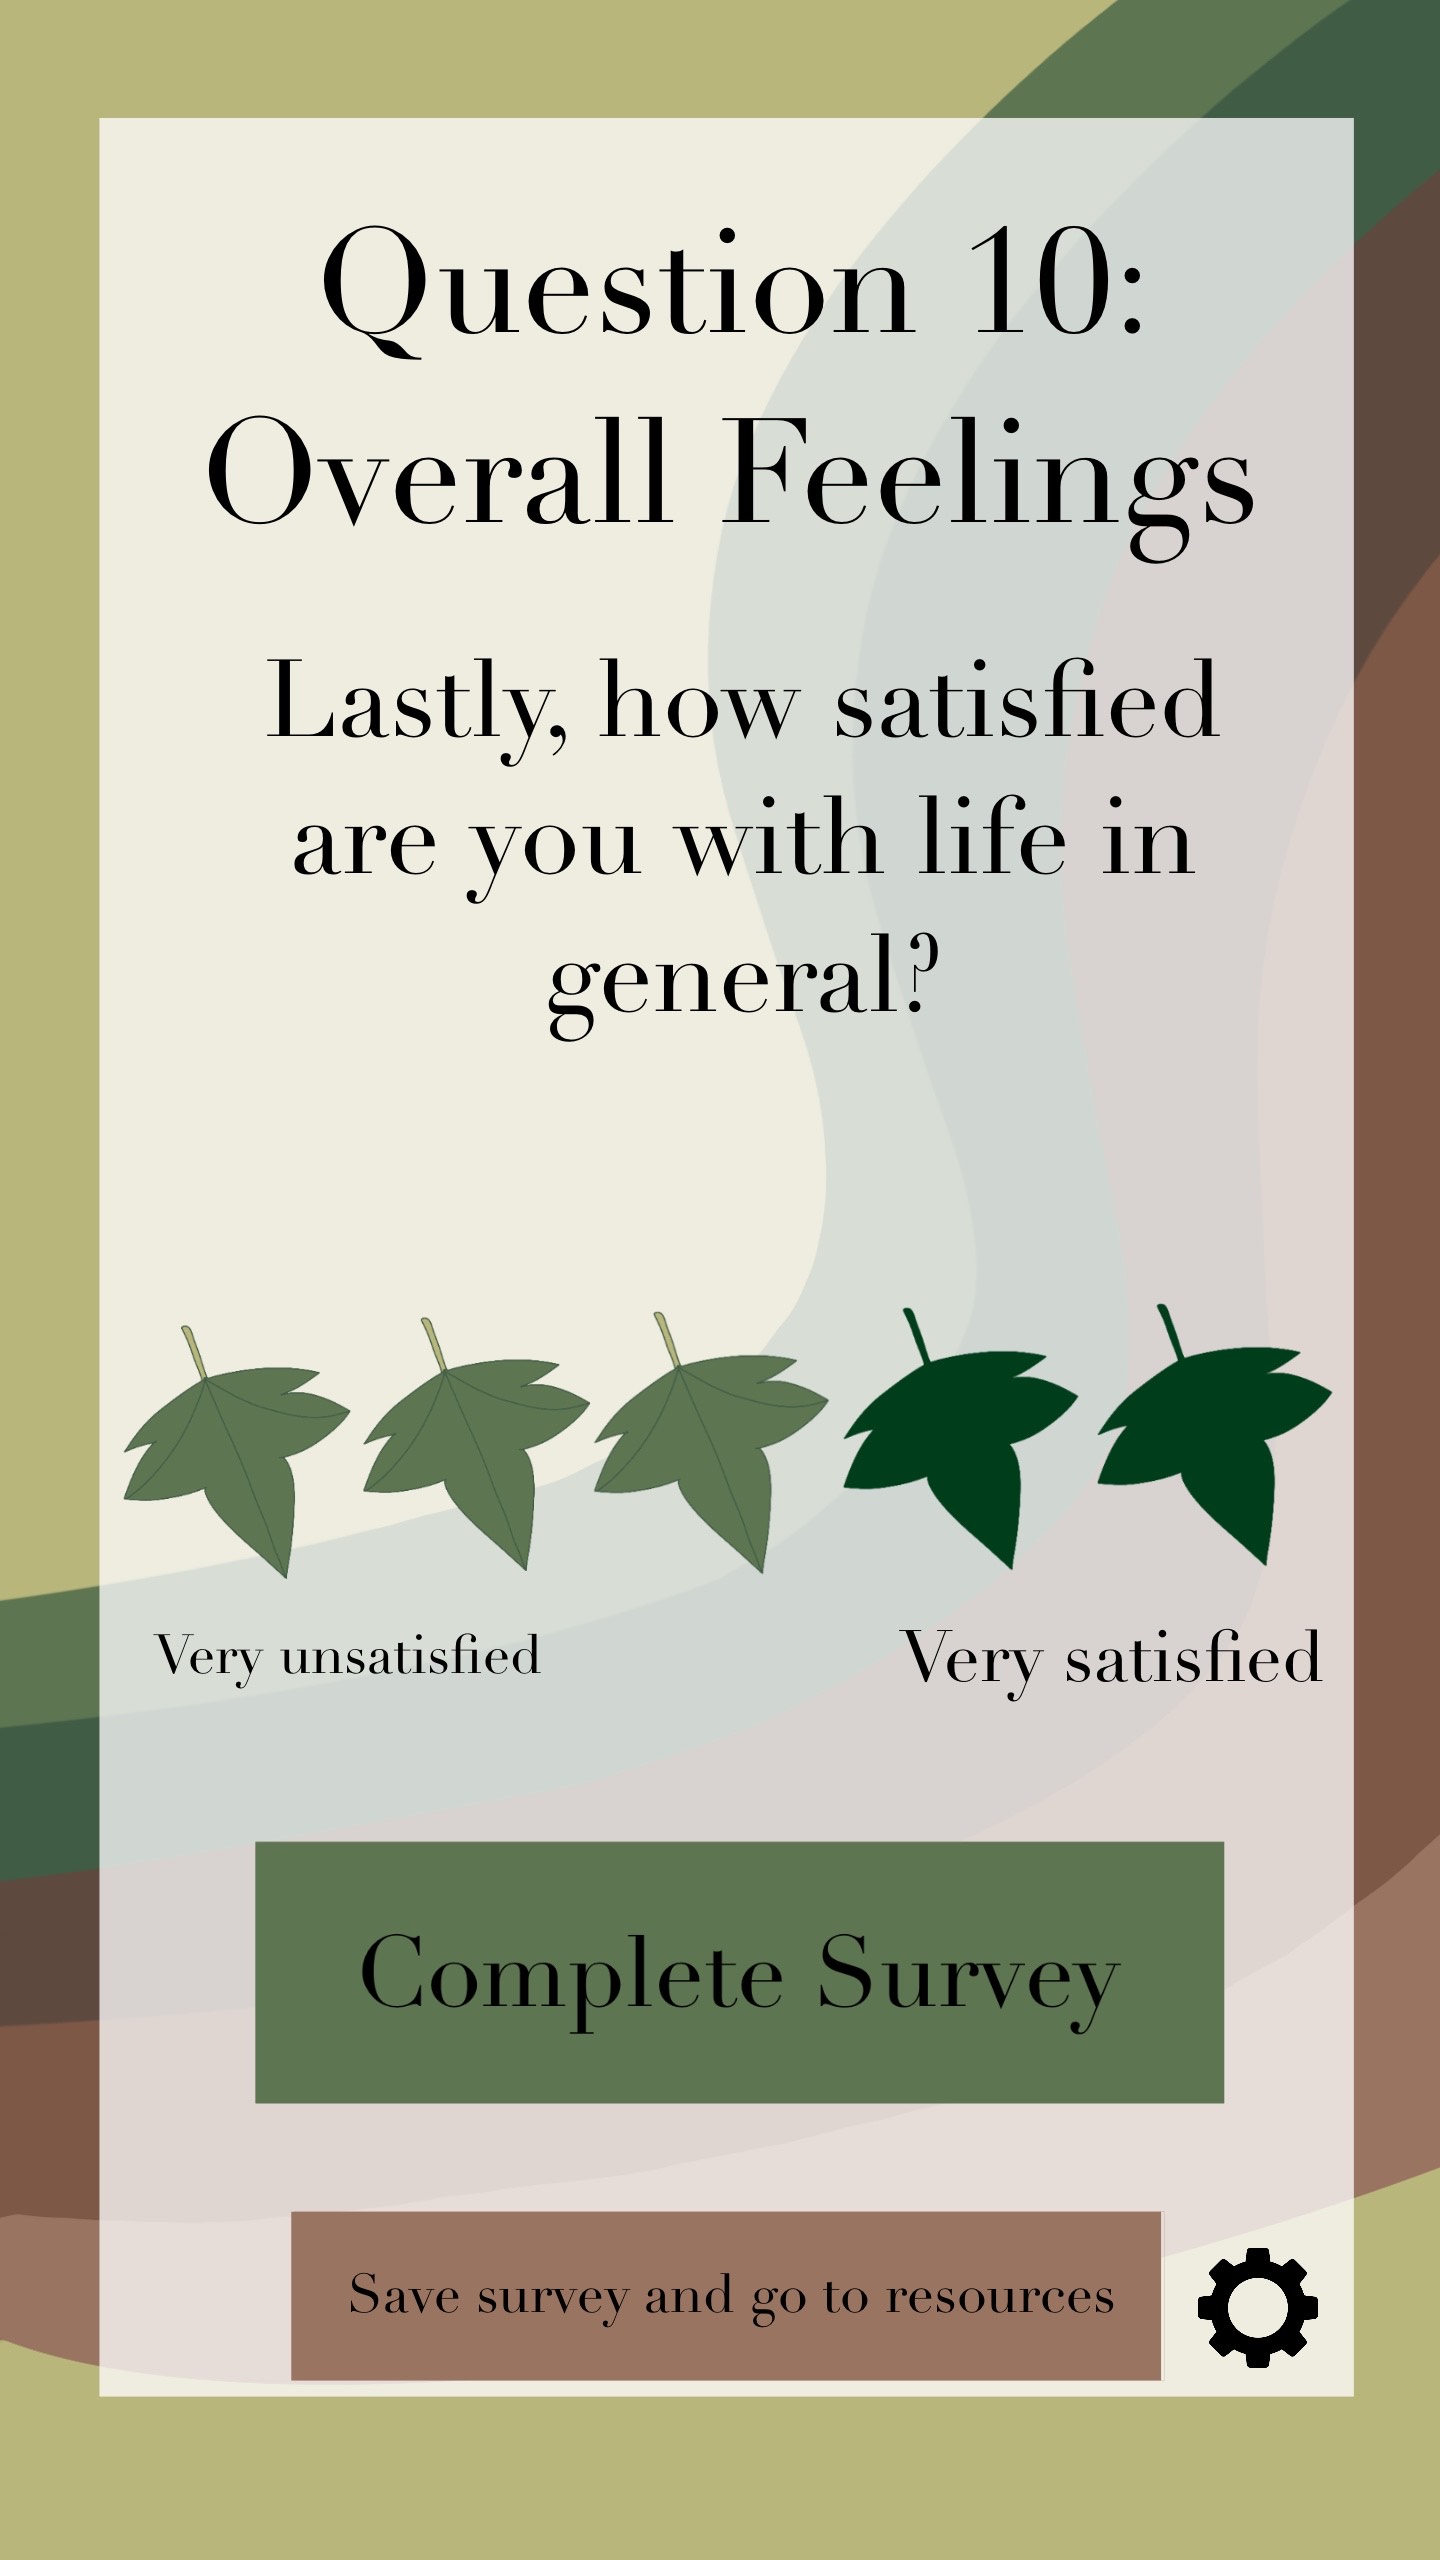 Question 10:
Overall Feelings
Lastly, how satisfied
are you with life in
general?
Very unsatisfied
Very satisfied
Complete Survey
Save survey and go to resources